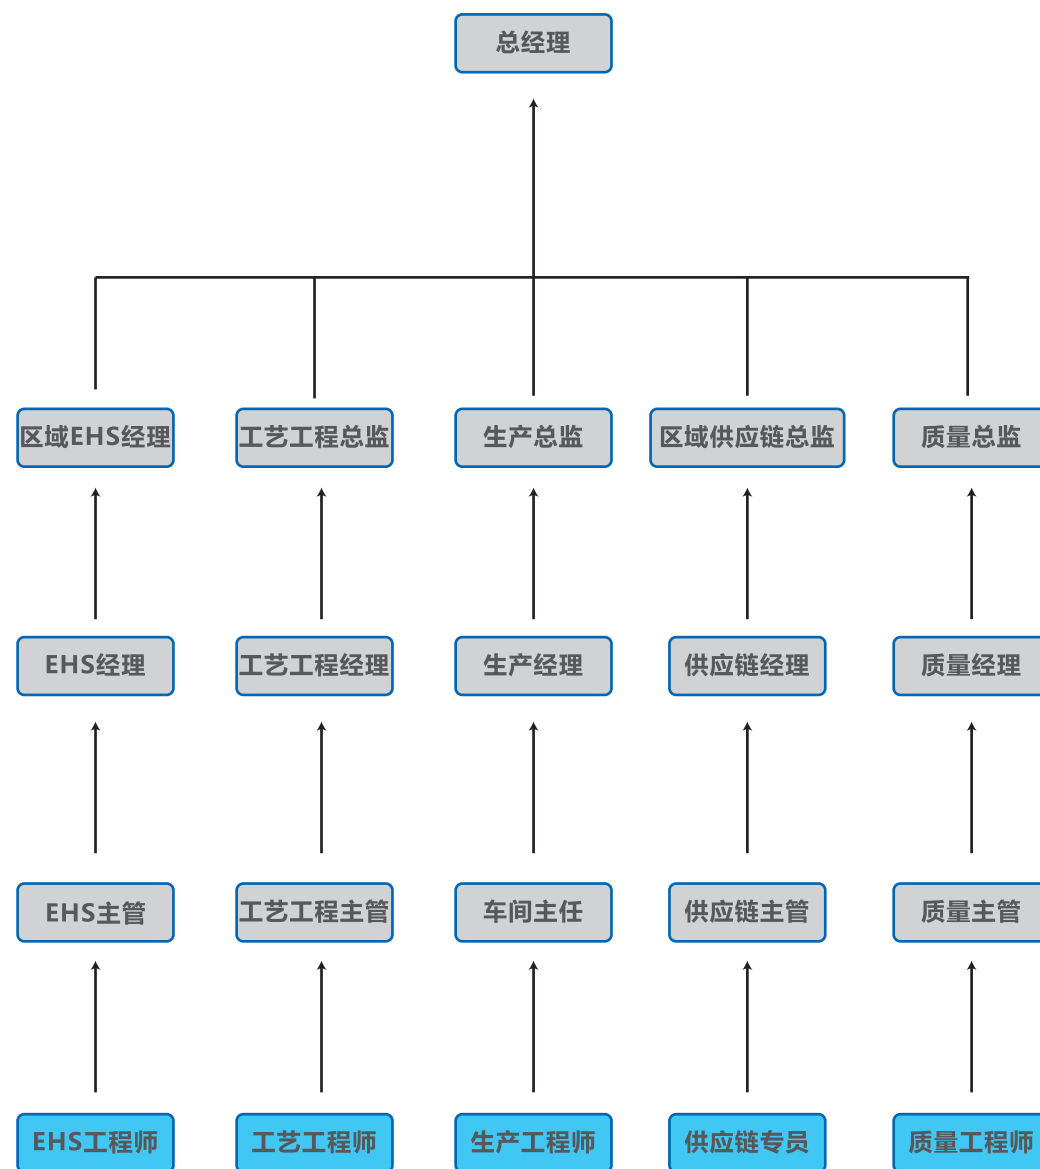 总经理
区域EHS经理
工艺工程总监
生产总监
区域供应链总监
质量总监
EHS经理
工艺工程经理
生产经理
供应链经理
质量经理
EHS主管
工艺工程主管
车间主任
供应链主管
质量主管
EHS工程师
工艺工程师
生产工程师
供应链专员
质量工程师